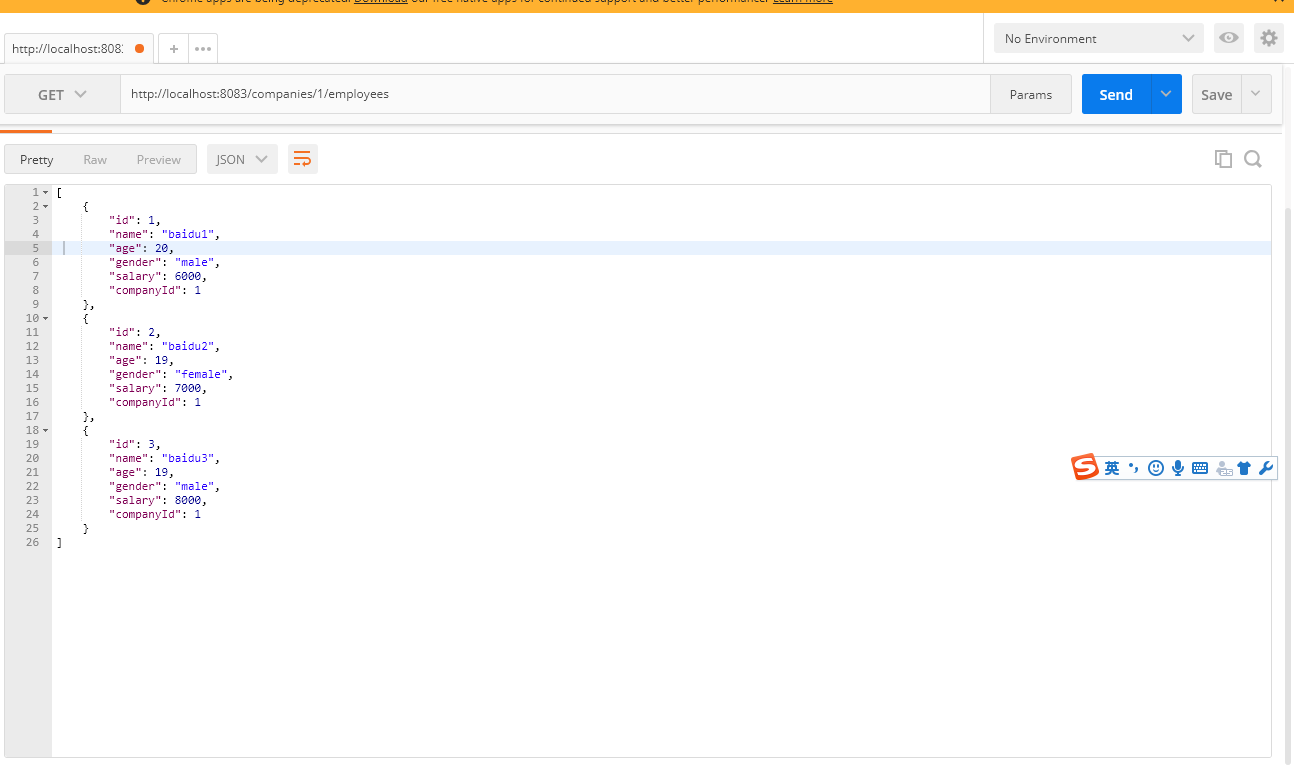 Chrome apps are being deprecated. Download our free native apps for continued support and better performance. Learn more
http://localhost:808
No Environment
GET
http://localhost:8083/companies/1/employees
Params
Send
Save
Pretty
Raw
Preview
JSON
1 [
2 {
3 "id": 1,
4 "name": "baidu1",
5 "age": 20,
6 "gender": "male",
7 "salary": 6000,
8 "companyId": 1
9 },
10 {
11 "id": 2,
12 "name": "baidu2",
13 "age": 19,
14 "gender": "female",
15 "salary": 7000,
16 "companyId": 1
17 },
18 {
19 "id": 3,
20 "name": "baidu3",
21 "age": 19,
22 "gender": "male",
23 "salary": 8000,
24 "companyId": 1
25 }
26 ]
S 英